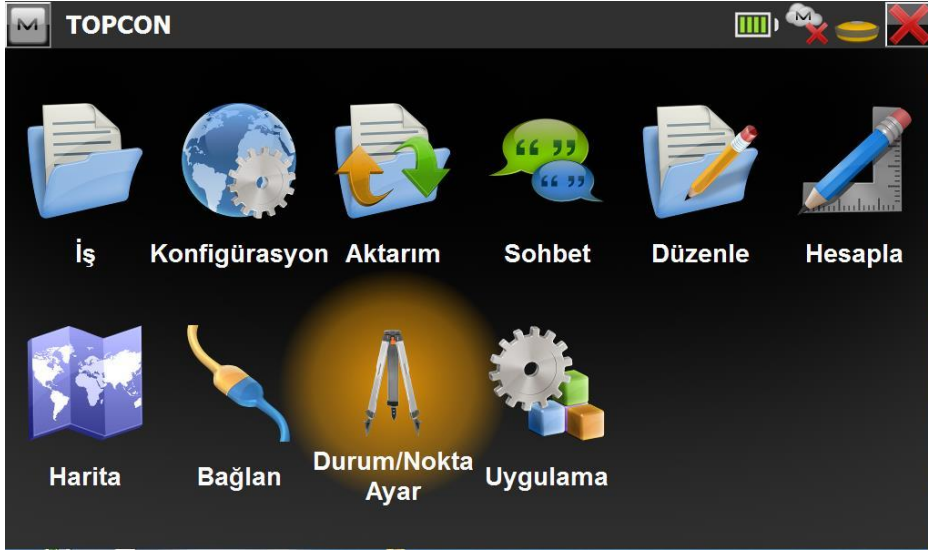 TOPCON
İş
Konfigürasyon
Aktarım
Sohbet
Düzenle
Hesapla
Harita
Bağlan
Durum/Nokta
Ayar
Uygulama